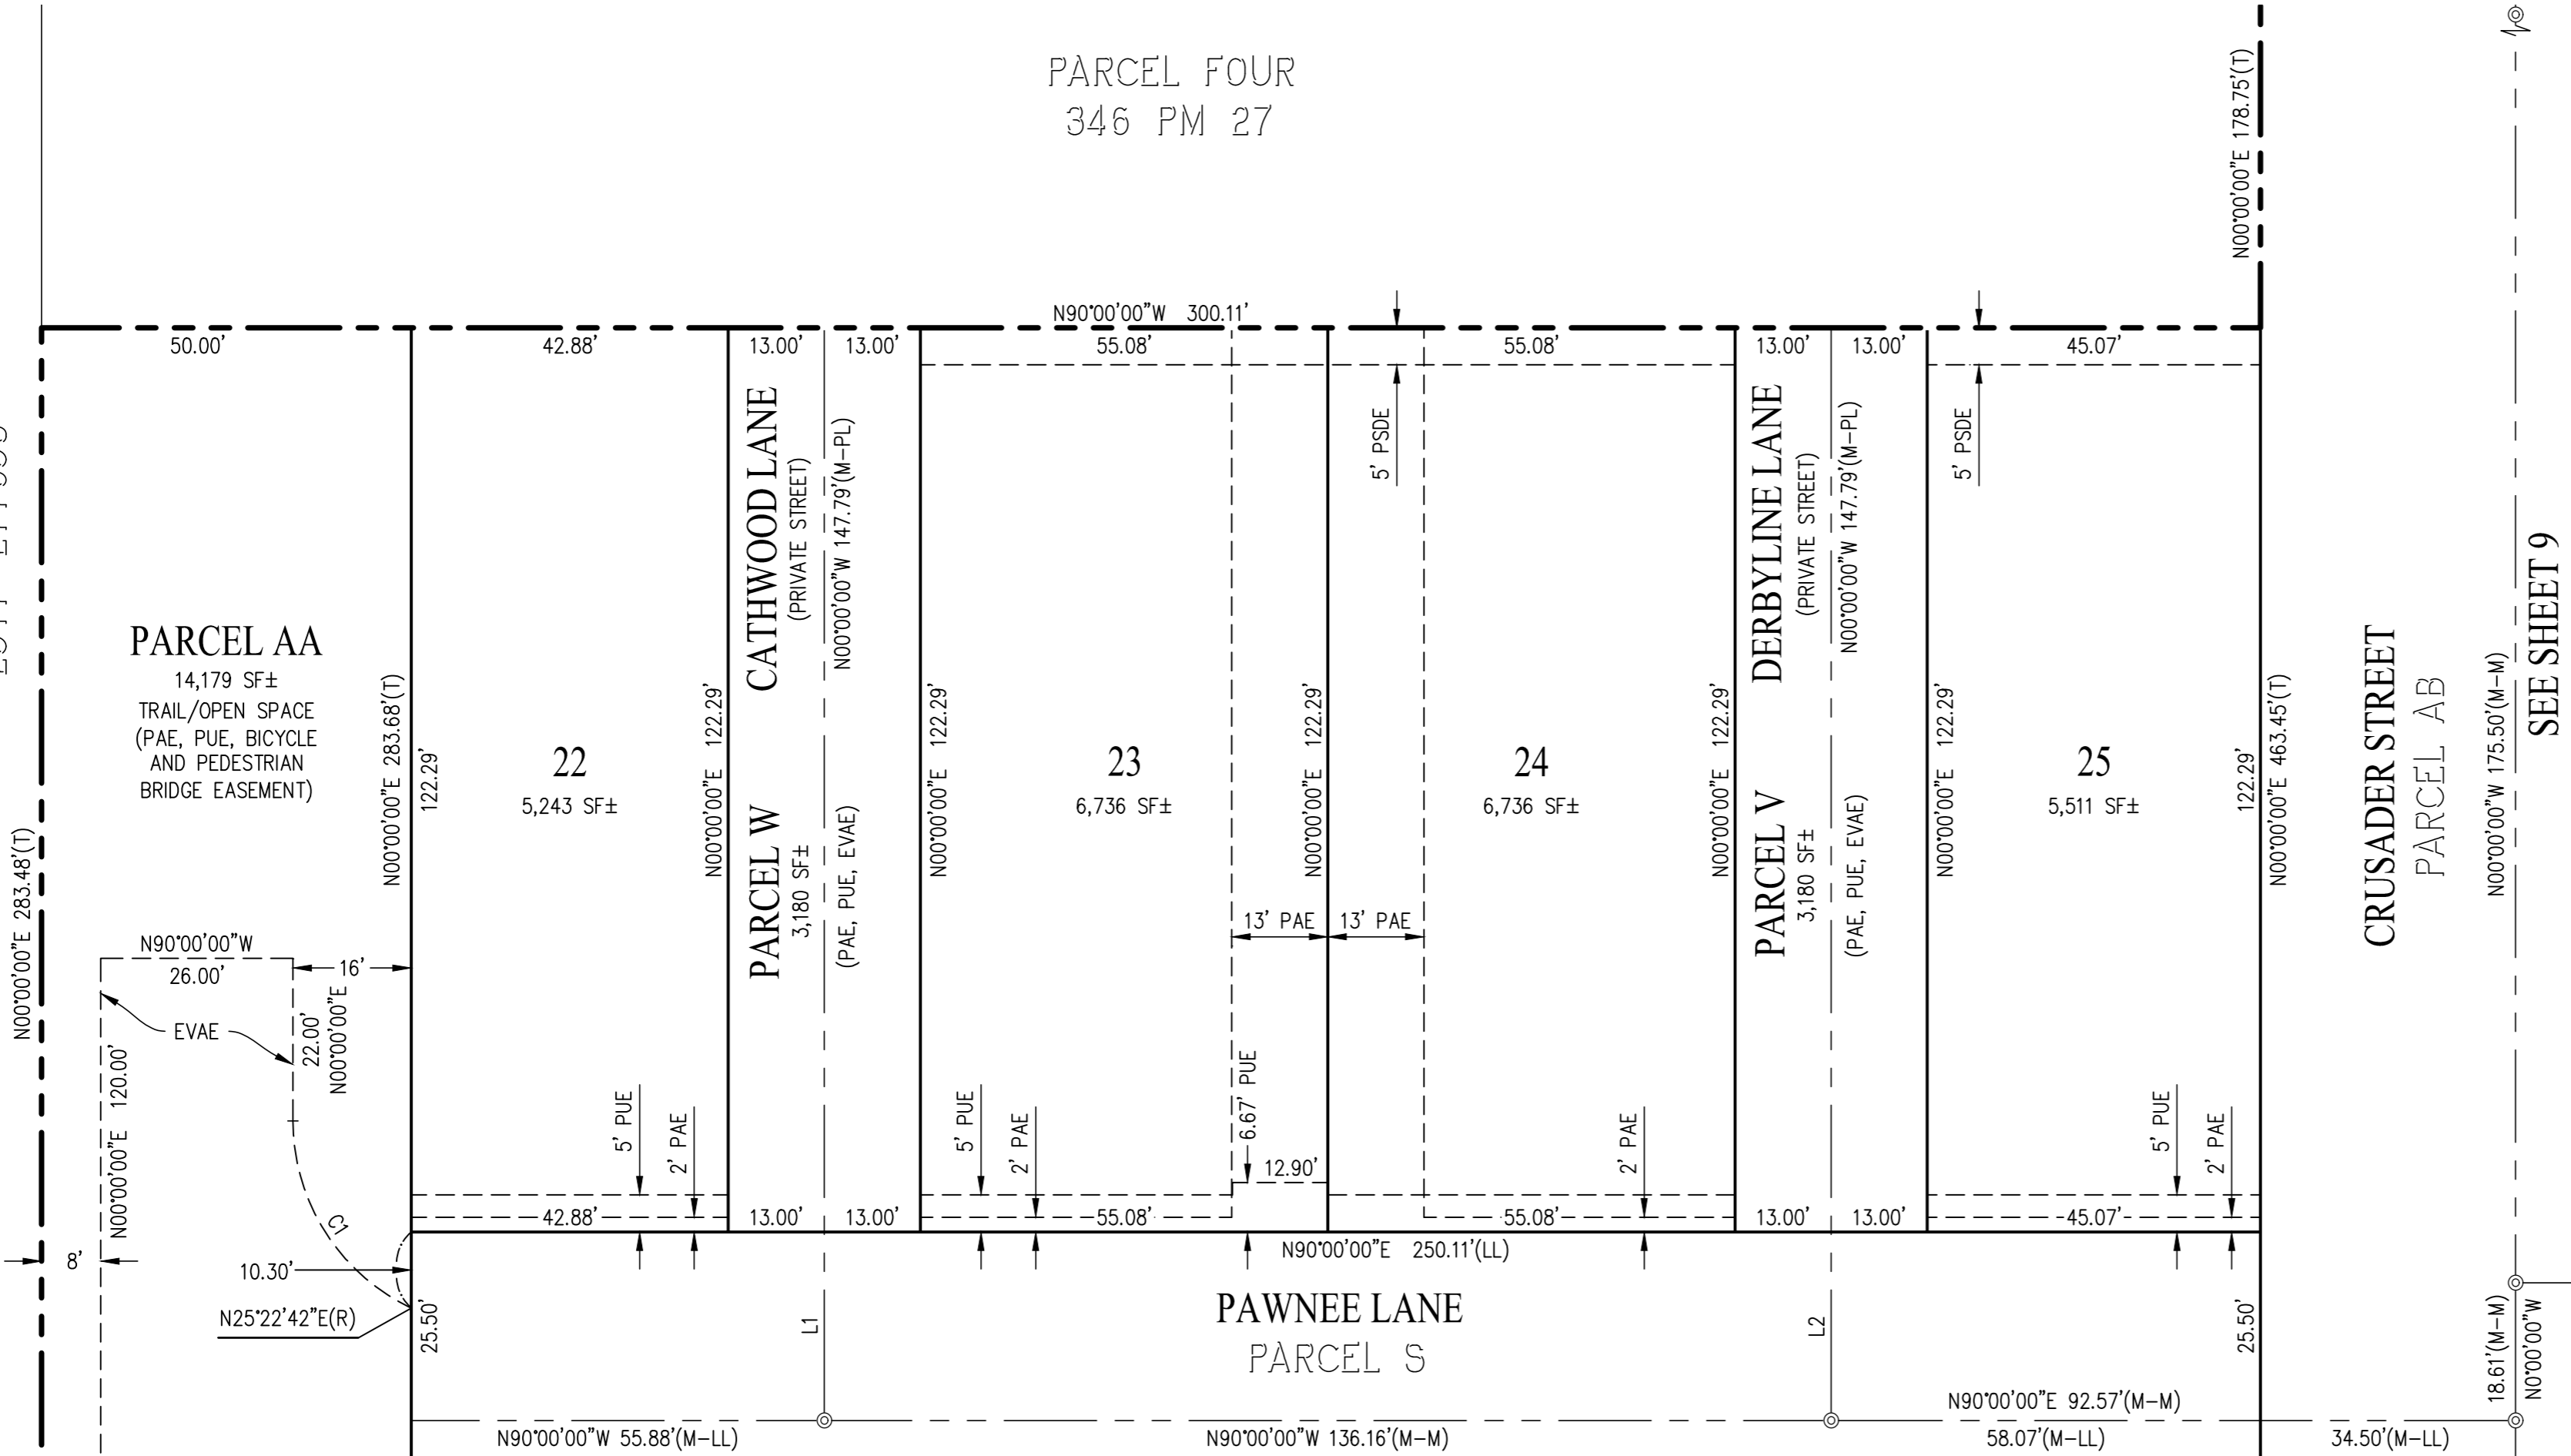 PARCEL FOUR
346 PM 27
N00°00'00"E 178.75'(T)
N90°00'00"W 300.11'
50.00'
42.88'
13.00'
13.00'
55.08'
55.08'
13.00'
13.00'
45.07'
5' PSDE
5' PSDE
CATHWOOD LANE
(PRIVATE STREET)
N00°00'00"W 147.79'(M-PL)
DERBYLINE LANE
(PRIVATE STREET)
N00°00'00"W 147.79'(M-PL)
PARCEL AA
14,179 SF±
TRAIL/OPEN SPACE
(PAE, PUE, BICYCLE
AND PEDESTRIAN
BRIDGE EASEMENT)
N00°00'00"E 283.48'(T)
N00°00'00"E 283.68'(T)
122.29'
22
5,243 SF±
N00°00'00"E 122.29'
PARCEL W
3,180 SF±
(PAE, PUE, EVAE)
N00°00'00"E 122.29'
23
6,736 SF±
N00°00'00"E 122.29'
24
6,736 SF±
N00°00'00"E 122.29'
PARCEL V
3,180 SF±
(PAE, PUE, EVAE)
N00°00'00"E 122.29'
25
5,511 SF±
122.29'
N00°00'00"E 463.45'(T)
CRUSADER STREET
PARCEL AB
N00°00'00"W 175.50'(M-M)
SEE SHEET 9
13' PAE
13' PAE
N90°00'00"W
26.00'
16'
EVAE
22.00'
N00°00'00"E
N00°00'00"E 120.00'
C1
8'
10.30'
N25°22'42"E(R)
25.50'
5' PUE
2' PAE
5' PUE
2' PAE
6.67' PUE
12.90'
2' PAE
5' PUE
2' PAE
42.88'
13.00'
13.00'
55.08'
55.08'
13.00'
13.00'
45.07'
N90°00'00"E 250.11'(LL)
PAWNEE LANE
PARCEL S
L1
L2
25.50'
18.61'(M-M)
N0°00'00"W
N90°00'00"E 92.57'(M-M)
N90°00'00"W 55.88'(M-LL)
N90°00'00"W 136.16'(M-M)
58.07'(M-LL)
34.50'(M-LL)